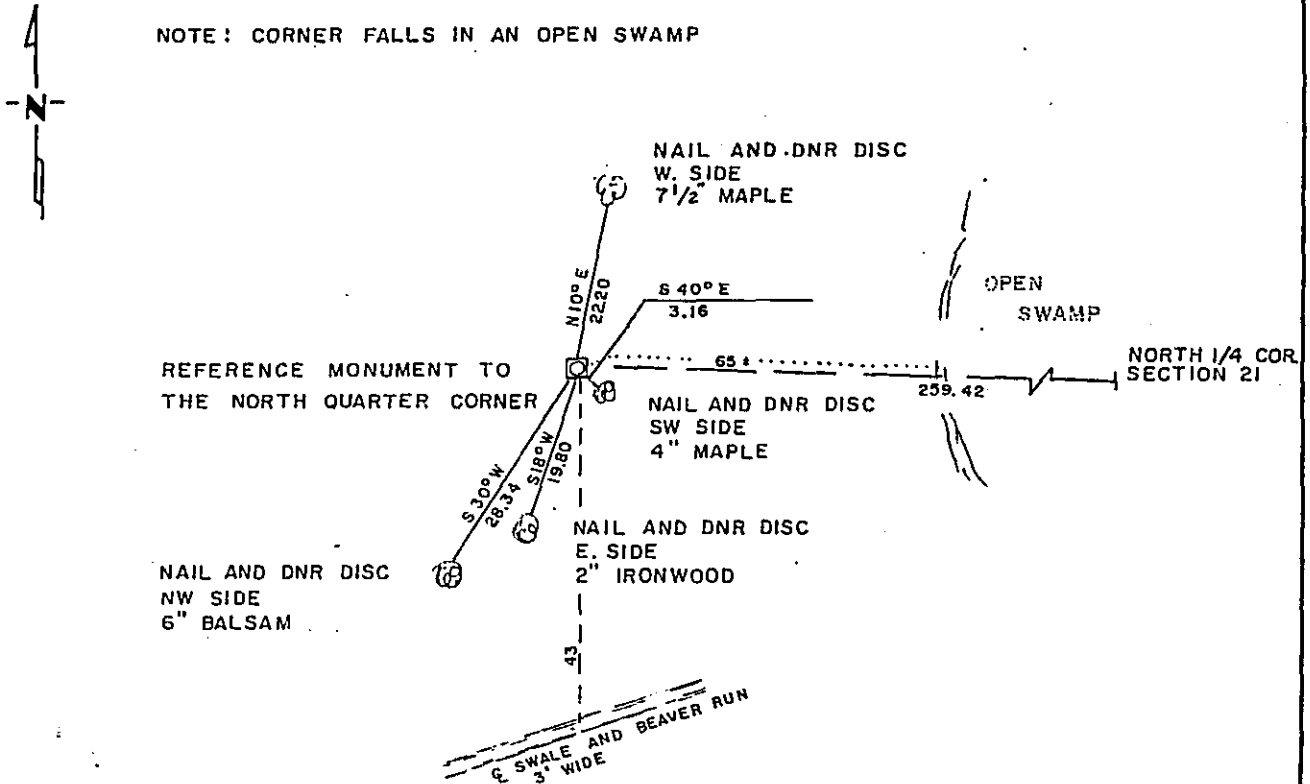 NOTE: CORNER FALLS IN AN OPEN SWAMP
N
NAIL AND DNR DISC
W. SIDE
7 1/2" MAPLE
N10° E
22.20
S 40° E
3.16
OPEN
SWAMP
REFERENCE MONUMENT TO
THE NORTH QUARTER CORNER
65 ±
259.42
NORTH 1/4 COR.
SECTION 21
NAIL AND DNR DISC
SW SIDE
4" MAPLE
S 30° W
28.34
S18° W
19.80
NAIL AND DNR DISC
E. SIDE
2" IRONWOOD
NAIL AND DNR DISC
NW SIDE
6" BALSAM
43
℄ SWALE AND BEAVER RUN
3' WIDE